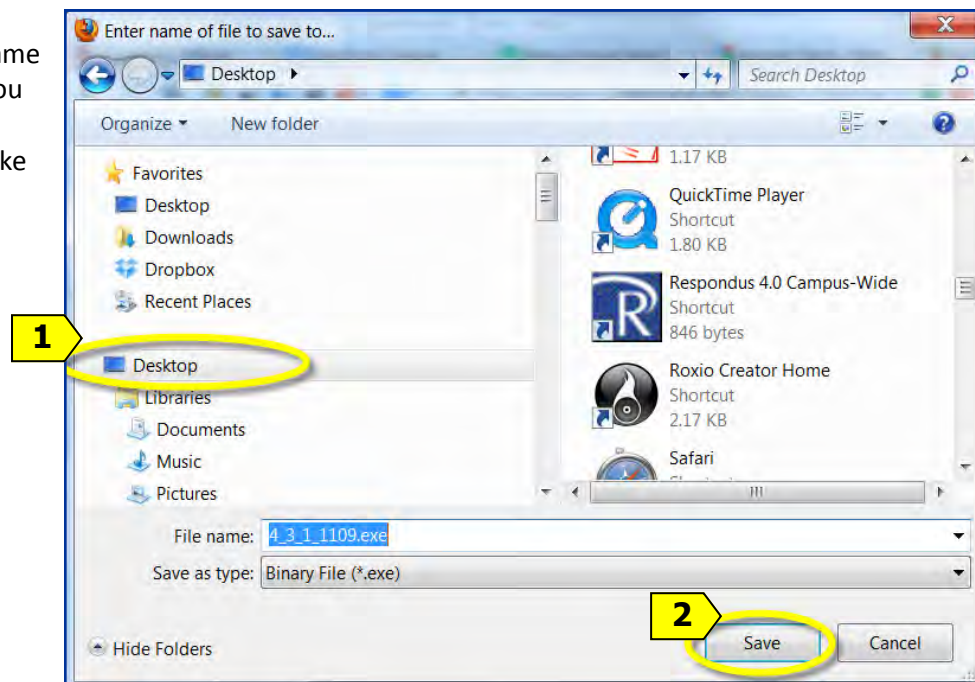 ame
ou
ke
Enter name of file to save to...
Desktop
Search Desktop
Organize
New folder
Favorites
Desktop
Downloads
Dropbox
Recent Places
1
Desktop
Libraries
Documents
Music
Pictures
1.17 KB
QuickTime Player
Shortcut
1.80 KB
Respondus 4.0 Campus-Wide
Shortcut
846 bytes
Roxio Creator Home
Shortcut
2.17 KB
Safari
File name: 4_3_1_1109.exe
Save as type: Binary File (*.exe)
2
Hide Folders
Save
Cancel